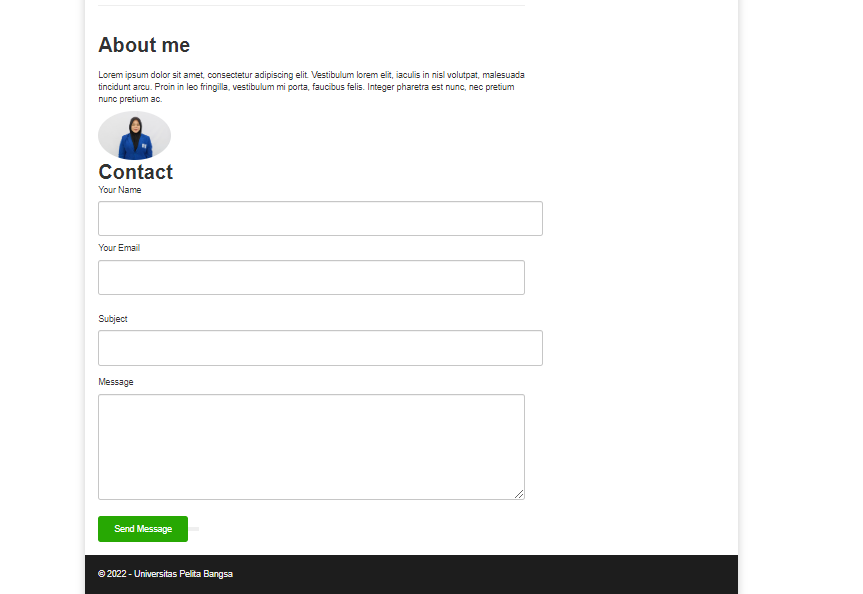 About me
Lorem ipsum dolor sit amet, consectetur adipiscing elit. Vestibulum lorem elit, iaculis in nisl volutpat, malesuada
tincidunt arcu. Proin in leo fringilla, vestibulum mi porta, faucibus felis. Integer pharetra est nunc, nec pretium
nunc pretium ac.
Contact
Your Name
Your Email
Subject
Message
Send Message
© 2022 - Universitas Pelita Bangsa